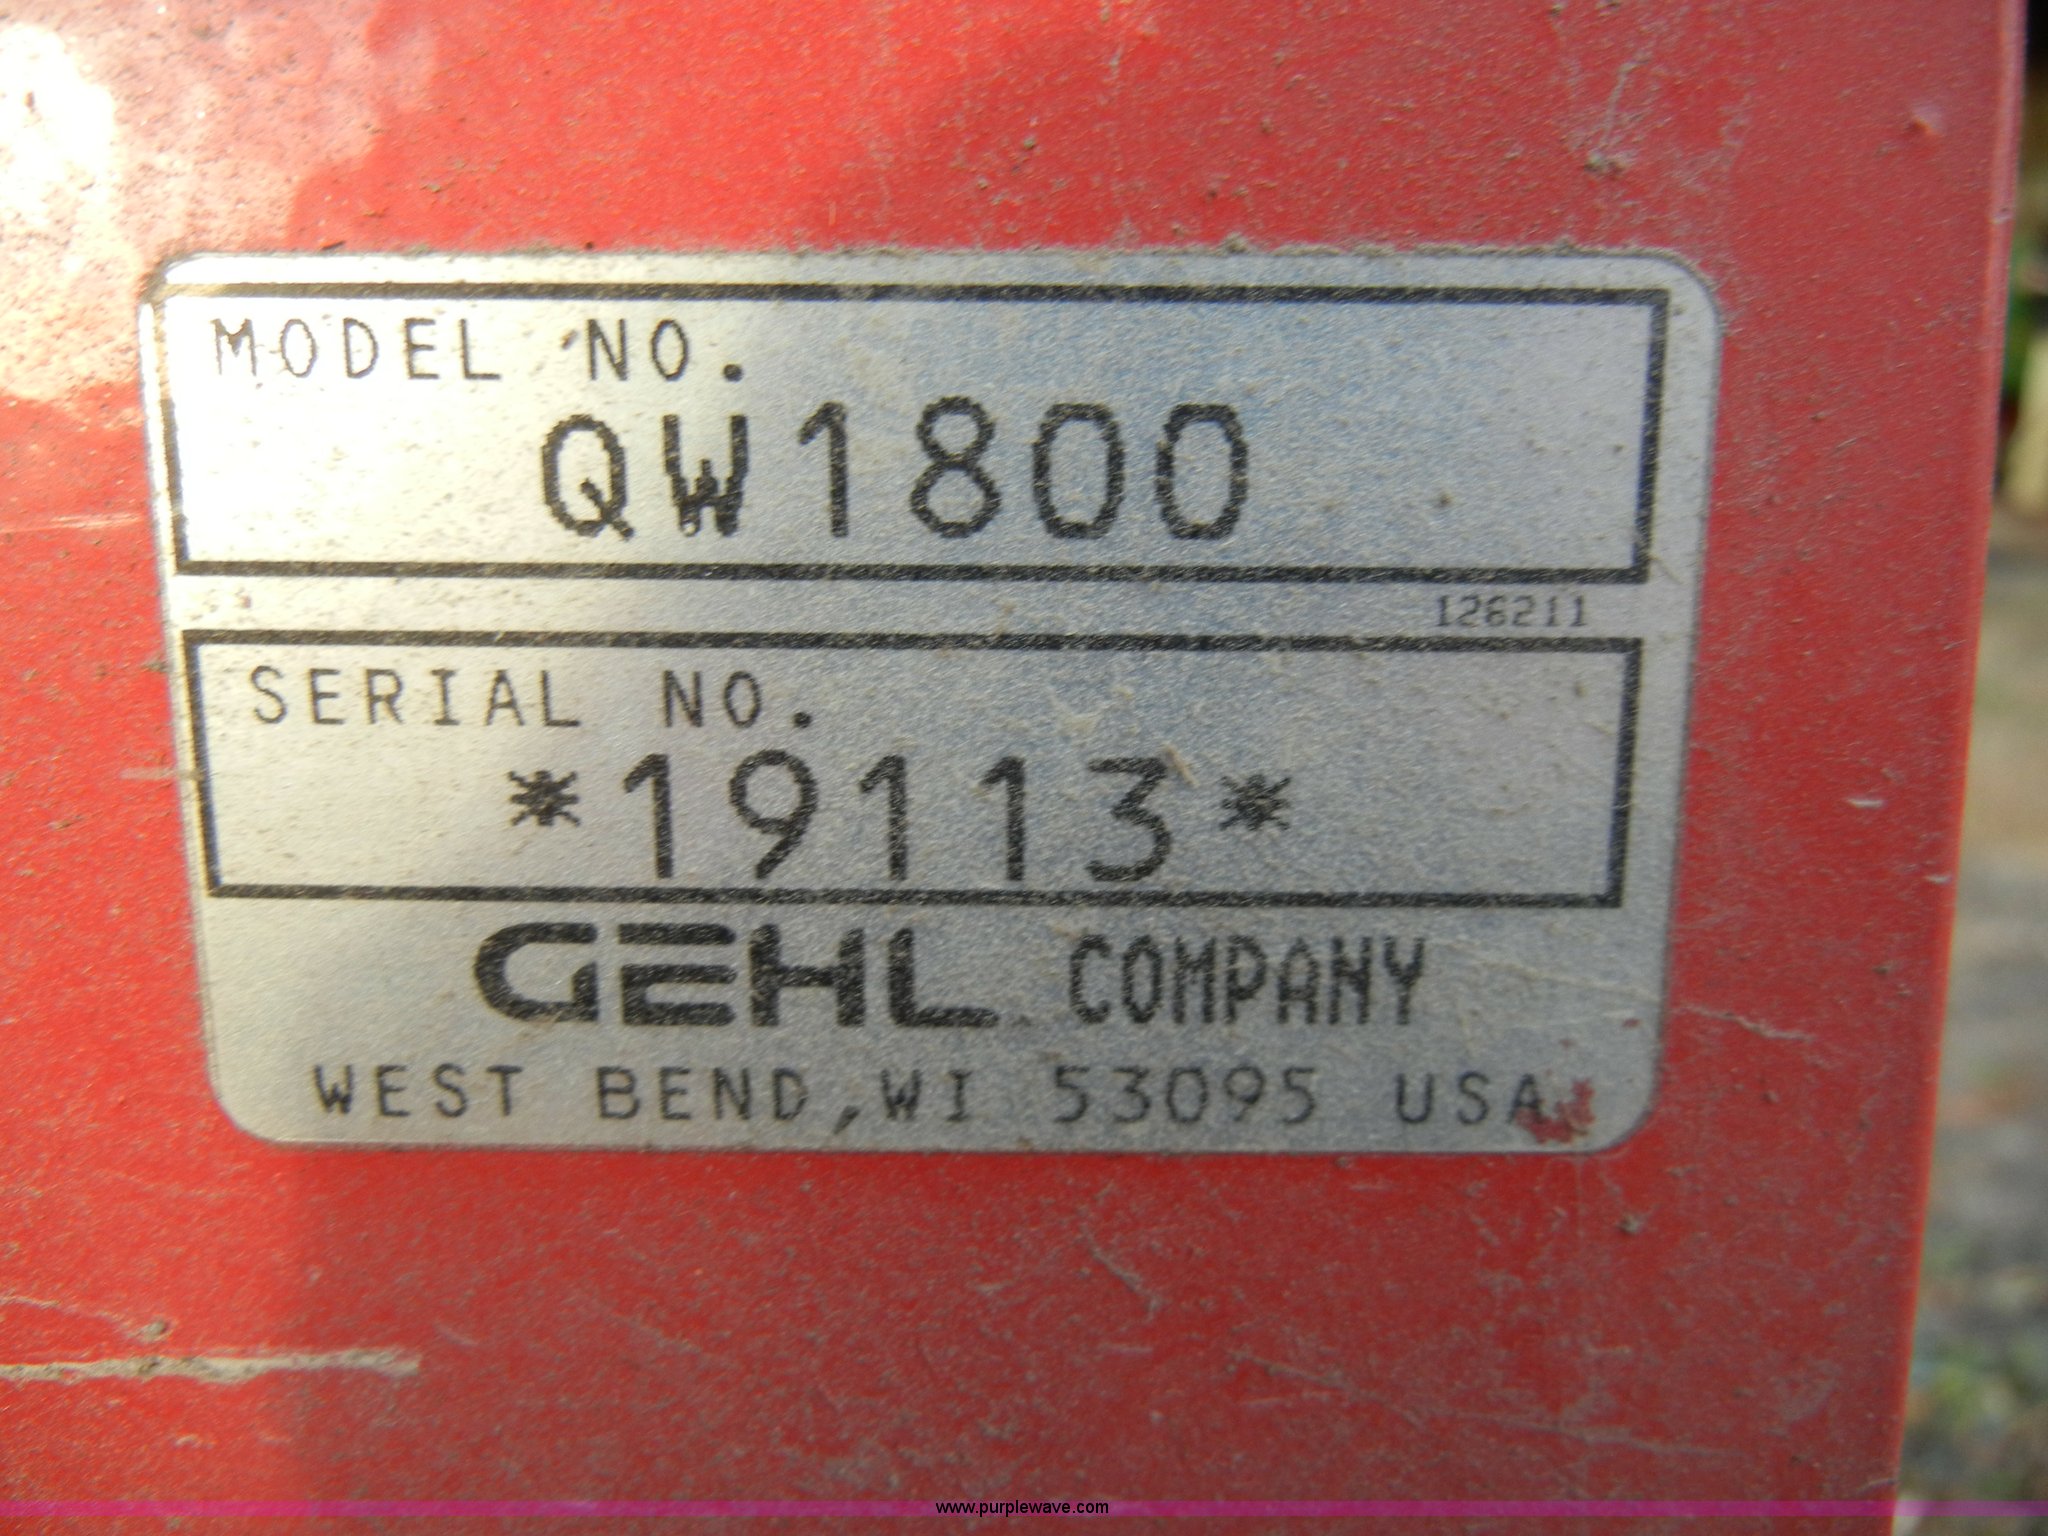 MODEL NO.
QW1800
126211
SERIAL NO.
*19113*
GEHL COMPANY
WEST BEND, WI 53095 USA
www.purplewave.com